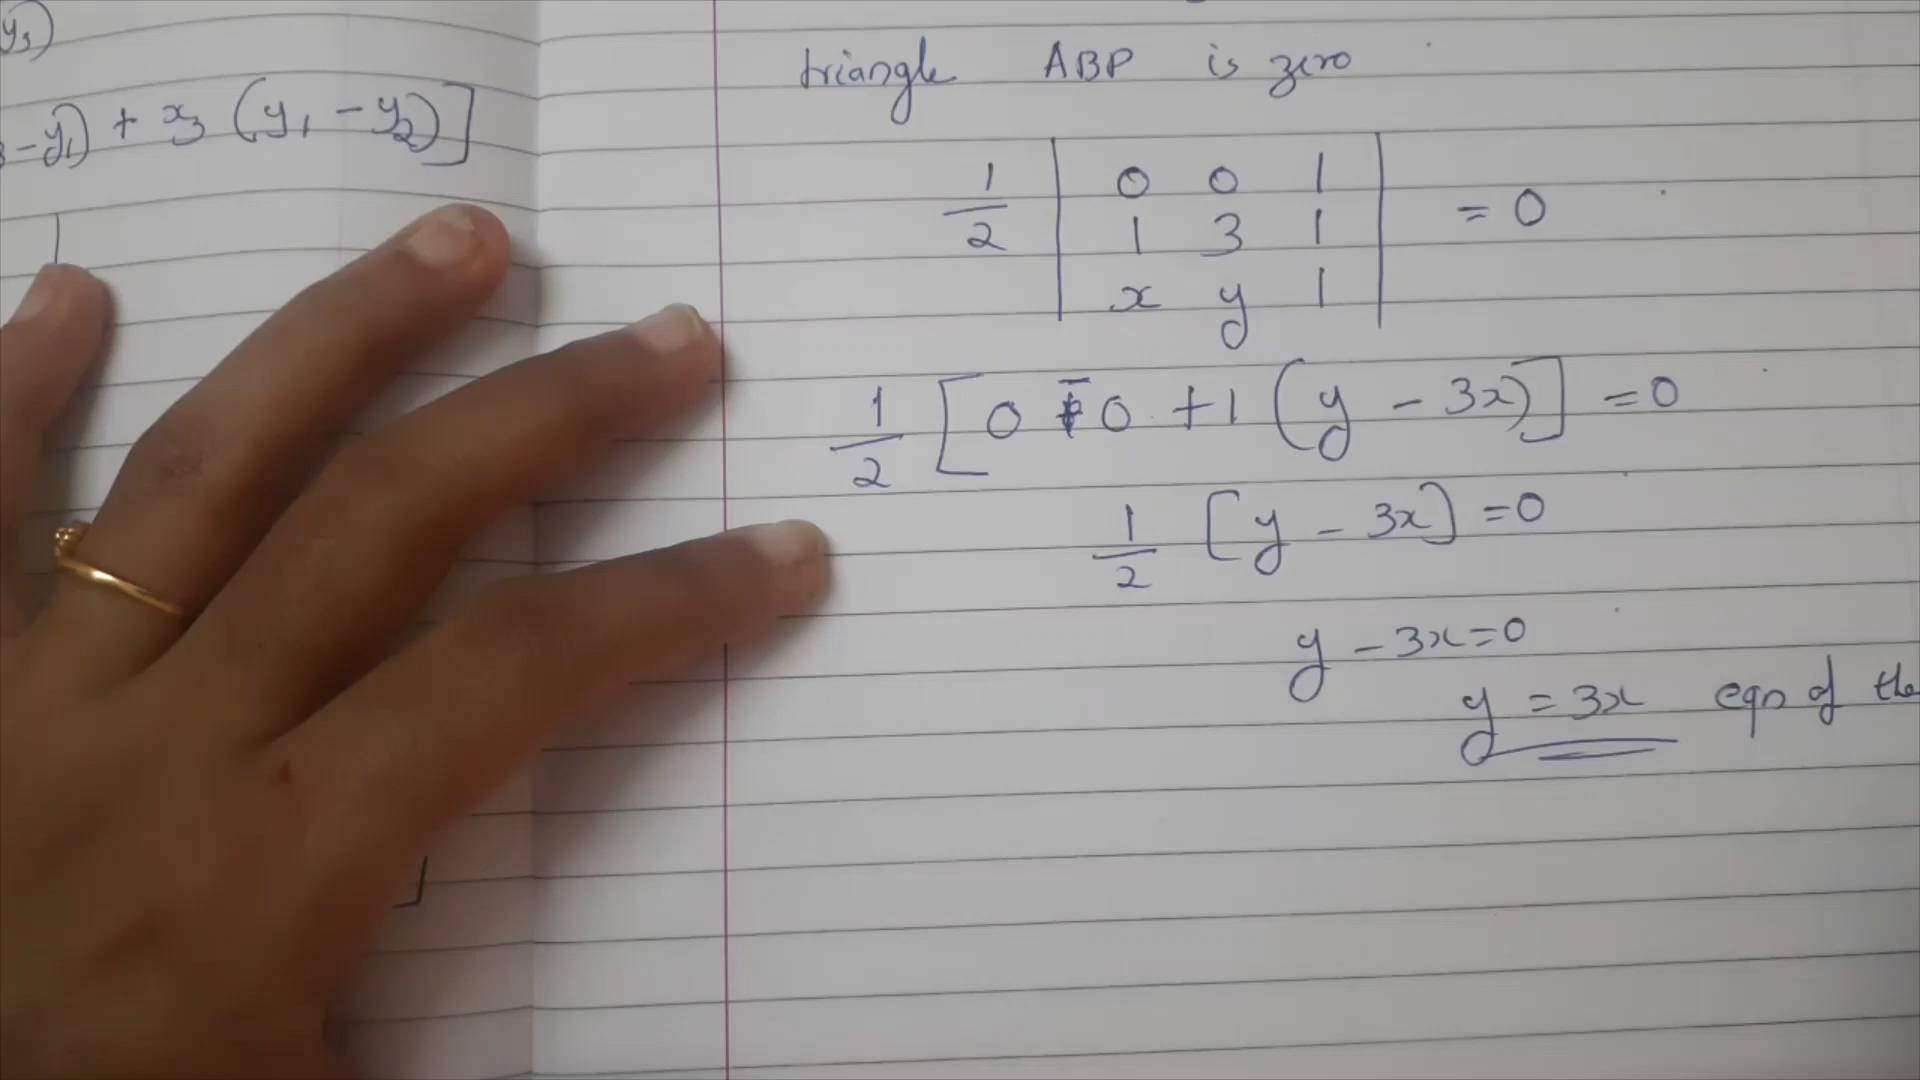 y₃)
- y₁) + x₃ (y₁ - y₂)]
triangle ABP is zero
1/2 | 0 0 1 |
| 1 3 1 | = 0
| x y 1 |
1/2 [0 - 0 + 1 (y - 3x)] = 0
1/2 [y - 3x] = 0
y - 3x = 0
y = 3x eqn of the